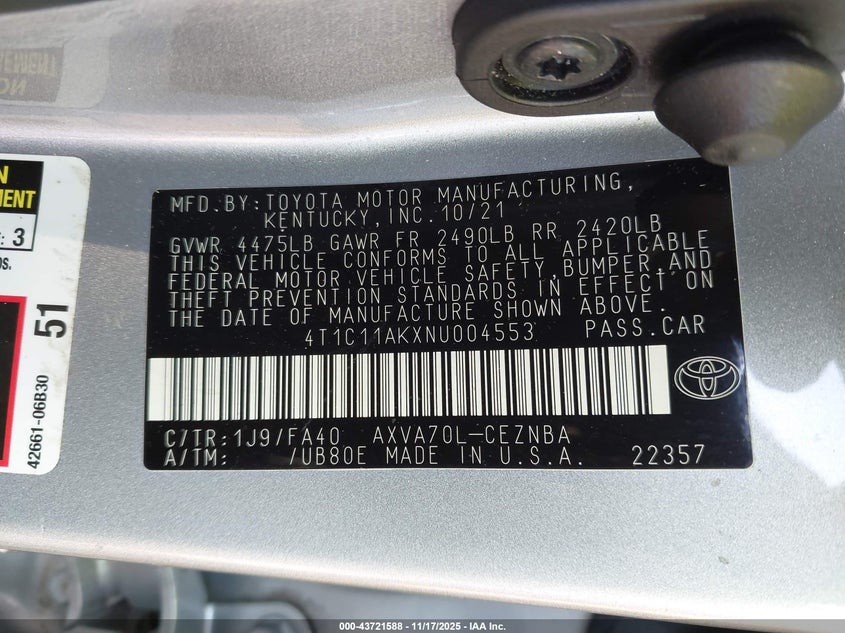 MFD. BY: TOYOTA MOTOR MANUFACTURING,
KENTUCKY, INC. 10/21
GVWR 4475LB GAWR FR 2490LB RR 2420LB
THIS VEHICLE CONFORMS TO ALL APPLICABLE
FEDERAL MOTOR VEHICLE SAFETY, BUMPER, AND
THEFT PREVENTION STANDARDS IN EFFECT ON
THE DATE OF MANUFACTURE SHOWN ABOVE.
4T1C11AKXNU004553 PASS. CAR
C/TR: 1J9/FA40 AXVA70L-CEZNBA
A/TM: /UB80E MADE IN U.S.A. 22357
3
51
42661-06B30
000-43721588 - 11/17/2025 - IAA Inc.